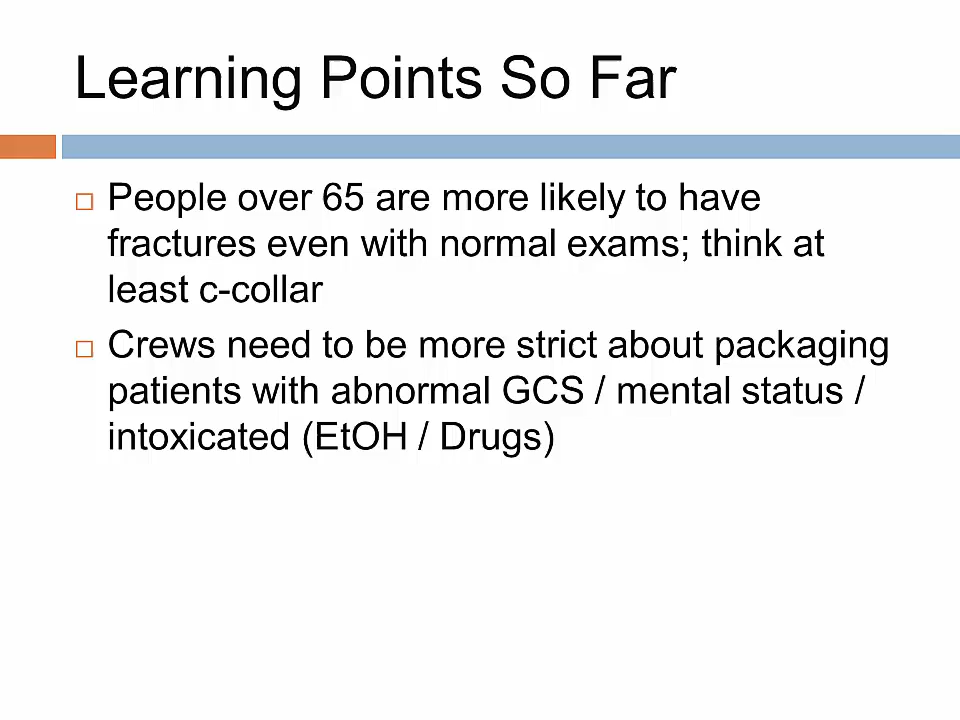 Learning Points So Far
People over 65 are more likely to have
fractures even with normal exams; think at
least c-collar
Crews need to be more strict about packaging
patients with abnormal GCS / mental status /
intoxicated (EtOH / Drugs)